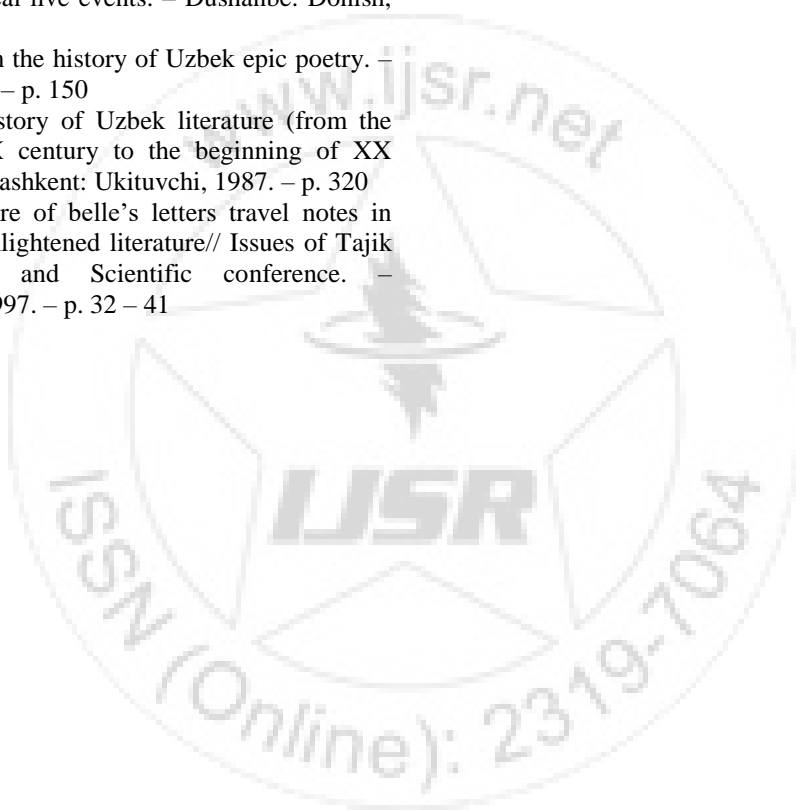 real live events. – Dushanbe: Donish,
the history of Uzbek epic poetry. –
– p. 150
story of Uzbek literature (from the
century to the beginning of XX
ashkent: Ukituvchi, 1987. – p. 320
re of belle’s letters travel notes in
nlightened literature// Issues of Tajik
and Scientific conference. –
997. – p. 32 – 41
www.ijsr.net
IJSR
ISSN (Online): 2319-7064